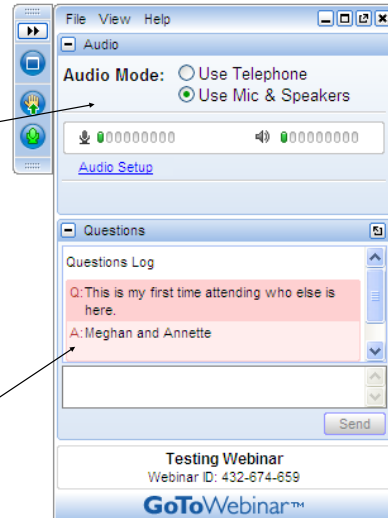 File View Help
Audio
Audio Mode: Use Telephone
Use Mic & Speakers
Audio Setup
Questions
Questions Log
Q: This is my first time attending who else is
here.
A: Meghan and Annette
Send
Testing Webinar
Webinar ID: 432-674-659
GoToWebinar™